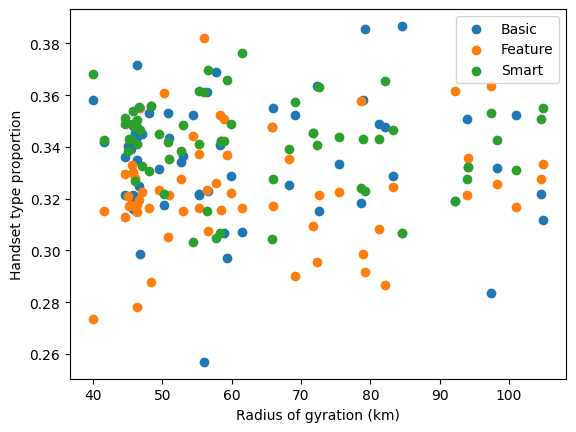 Basic
Feature
Smart
Handset type proportion
0.38
0.36
0.34
0.32
0.30
0.28
0.26
40 50 60 70 80 90 100
Radius of gyration (km)